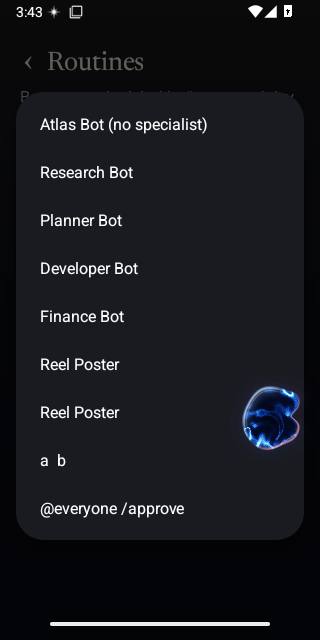 3:43
Routines
Atlas Bot (no specialist)
Research Bot
Planner Bot
Developer Bot
Finance Bot
Reel Poster
Reel Poster
a b
@everyone /approve